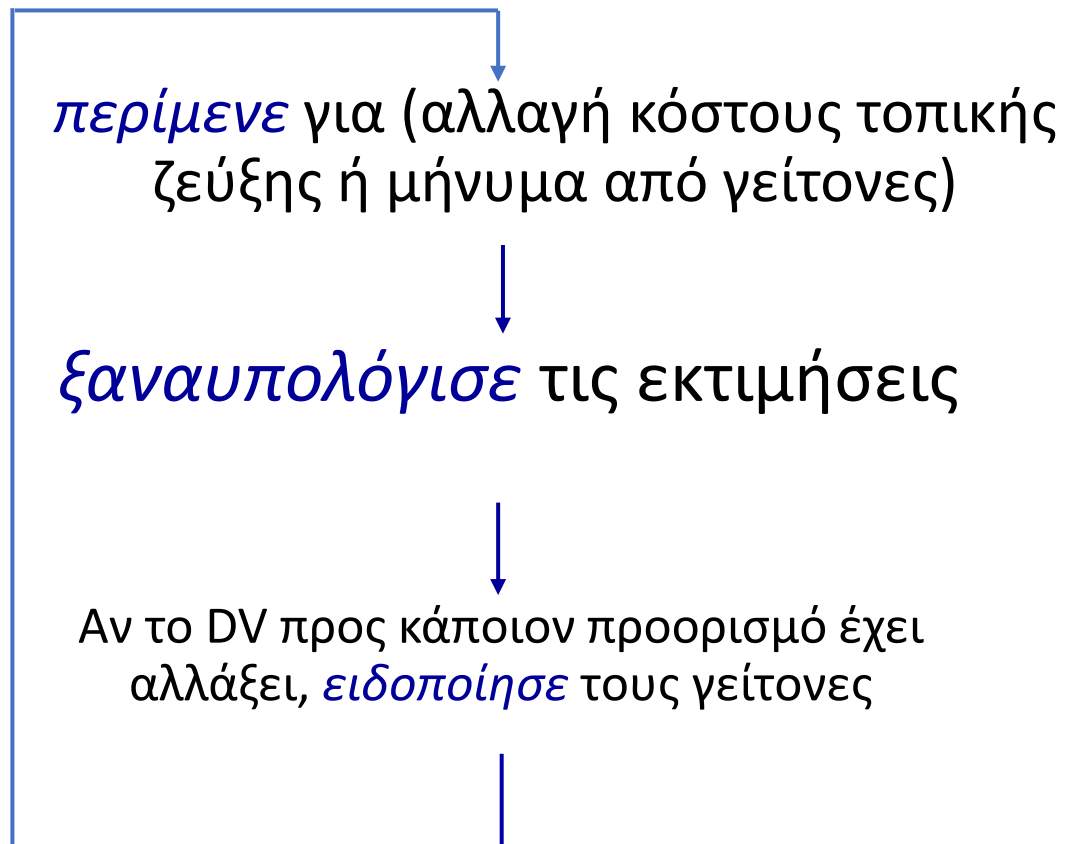 περίμενε για (αλλαγή κόστους τοπικής
ζεύξης ή μήνυμα από γείτονες)
ξαναυπολόγισε τις εκτιμήσεις
Αν το DV προς κάποιον προορισμό έχει
αλλάξει, ειδοποίησε τους γείτονες